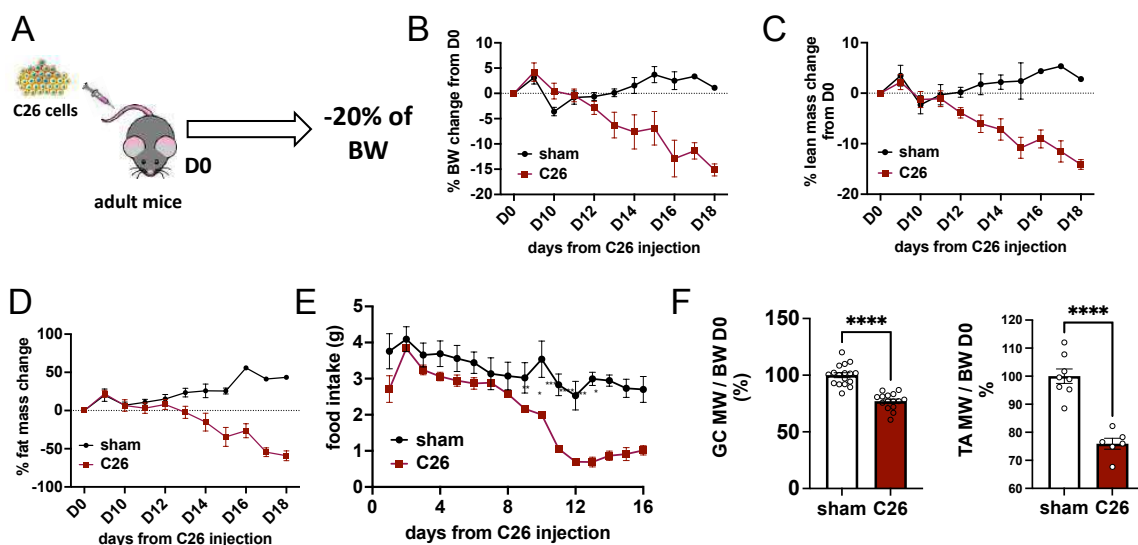 A
C26 cells
D0
adult mice
-20% of
BW
B
% BW change from D0
10
5
0
-5
-10
-15
-20
sham
C26
D0
D10
D12
D14
D16
D18
days from C26 injection
C
% lean mass change
from D0
10
5
0
-5
-10
-15
-20
sham
C26
D0
D10
D12
D14
D16
D18
days from C26 injection
D
% fat mass change
100
50
0
-50
-100
sham
C26
D0
D10
D12
D14
D16
D18
days from C26 injection
E
food intake (g)
5
4
3
2
1
0
sham
C26
0
4
8
12
16
days from C26 injection
F
GC MW / BW D0
(%)
150
100
50
0
****
sham C26
TA MW / BW D0
%
120
110
100
90
80
70
60
****
sham C26